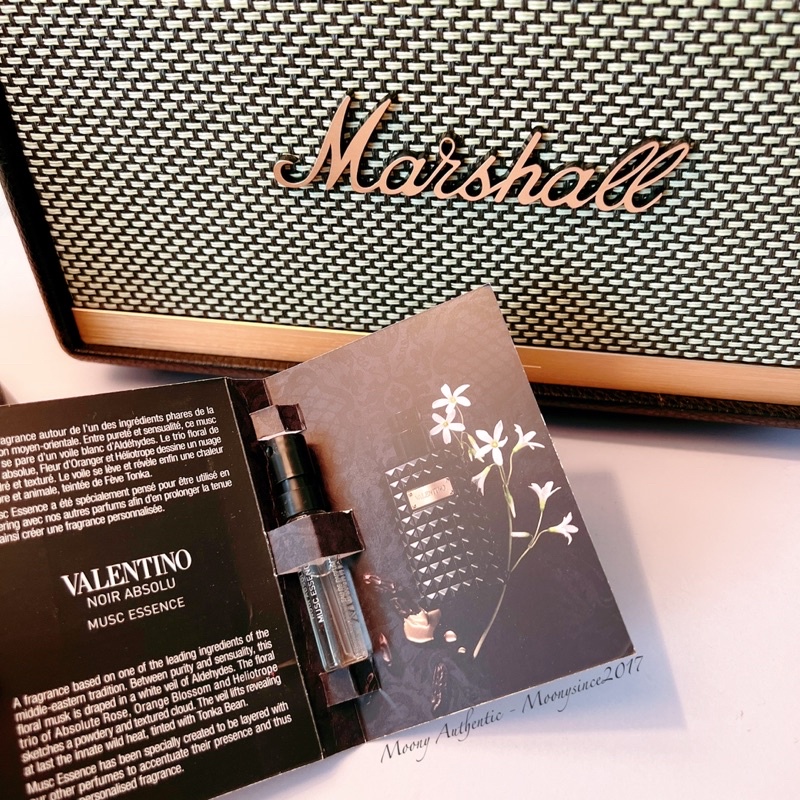 Marshall
fragrance autour de l'un des ingrédients phares de la
on moyen-orientale. Entre pureté et sensualité, ce musc
se pare d'un voile blanc d'Aldéhydes. Le trio floral de
absolue, Fleur d'Oranger et Héliotrope dessine un nuage
dré et texturé. Le voile se lève et révèle enfin une chaleur
re et animale, teintée de Fève Tonka.
sc Essence a été spécialement pensé pour être utilisé en
ering avec nos autres parfums afin d'en prolonger la tenue
ainsi créer une fragrance personnalisée.
VALENTINO
NOIR ABSOLU
MUSC ESSENCE
A fragrance based on one of the leading ingredients of the
middle-eastern tradition. Between purity and sensuality, this
floral musk is draped in a white veil of Aldehydes. The floral
trio of Absolute Rose, Orange Blossom and Heliotrope
sketches a powdery and textured cloud. The veil lifts revealing
at last the innate wild heat, tinted with Tonka Bean.
Musc Essence has been specially created to be layered with
our other perfumes to accentuate their presence and thus
personalised fragrance.
MUSC ESSENCE
VALENTINO
Moony Authentic - Moonysince2017